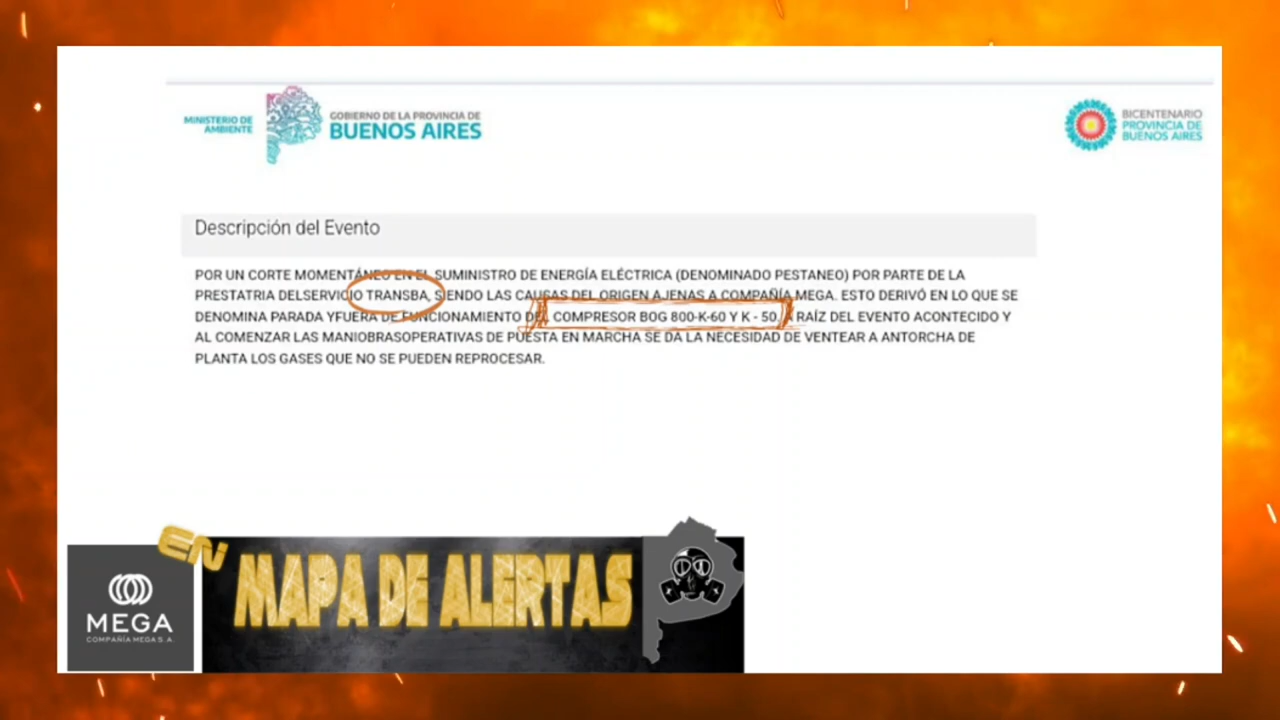 MINISTERIO DE
AMBIENTE
GOBIERNO DE LA PROVINCIA DE
BUENOS AIRES
BICENTENARIO
PROVINCIA DE
BUENOS AIRES
Descripción del Evento
POR UN CORTE MOMENTÁNEO EN EL SUMINISTRO DE ENERGÍA ELÉCTRICA (DENOMINADO PESTANEO) POR PARTE DE LA
PRESTATRIA DELSERVICIO TRANSBA, SIENDO LAS CAUSAS DEL ORIGEN AJENAS A COMPAÑÍA MEGA. ESTO DERIVÓ EN LO QUE SE
DENOMINA PARADA YFUERA DE FUNCIONAMIENTO DEL COMPRESOR BOG 800-K-60 Y K - 50. A RAÍZ DEL EVENTO ACONTECIDO Y
AL COMENZAR LAS MANIOBRASOPERATIVAS DE PUESTA EN MARCHA SE DA LA NECESIDAD DE VENTEAR A ANTORCHA DE
PLANTA LOS GASES QUE NO SE PUEDEN REPROCESAR.
EN
MAPA DE ALERTAS
MEGA
COMPAÑÍA MEGA S.A.